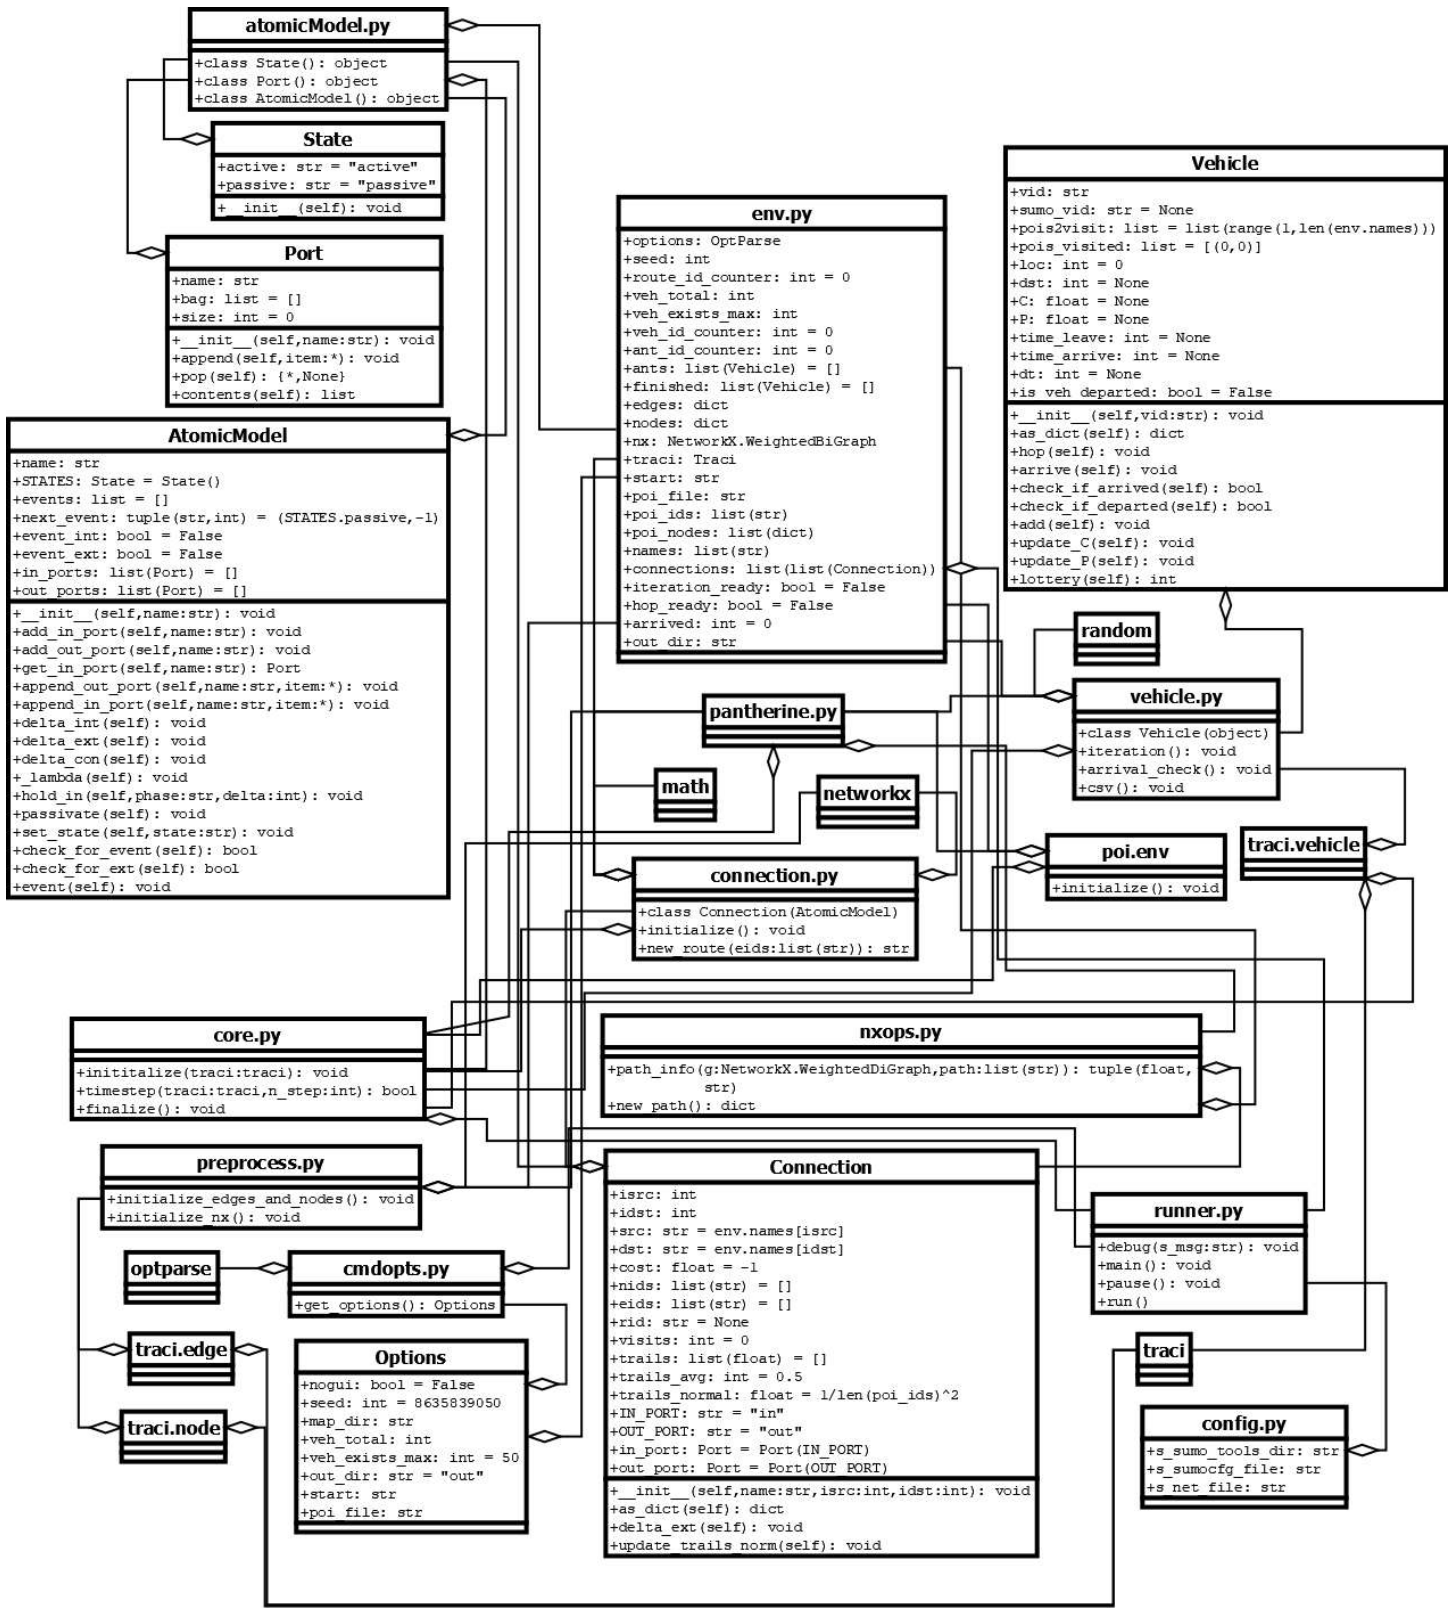 atomicModel.py
+class State(): object
+class Port(): object
+class AtomicModel(): object
State
+active: str = "active"
+passive: str = "passive"
+__init__(self): void
Port
+name: str
+bag: list = []
+size: int = 0
+__init__(self,name:str): void
+append(self,item:*): void
+pop(self): {*,None}
+contents(self): list
AtomicModel
+name: str
+STATES: State = State()
+events: list = []
+next_event: tuple(str,int) = (STATES.passive,-1)
+event_int: bool = False
+event_ext: bool = False
+in_ports: list(Port) = []
+out_ports: list(Port) = []
+__init__(self,name:str): void
+add_in_port(self,name:str): void
+add_out_port(self,name:str): void
+get_in_port(self,name:str): Port
+append_out_port(self,name:str,item:*): void
+append_in_port(self,name:str,item:*): void
+delta_int(self): void
+delta_ext(self): void
+delta_con(self): void
+_lambda(self): void
+hold_in(self,phase:str,delta:int): void
+passivate(self): void
+set_state(self,state:str): void
+check_for_event(self): bool
+check_for_ext(self): bool
+event(self): void
env.py
+options: OptParse
+seed: int
+route_id_counter: int = 0
+veh_total: int
+veh_exists_max: int
+veh_id_counter: int = 0
+ant_id_counter: int = 0
+ants: list(Vehicle) = []
+finished: list(Vehicle) = []
+edges: dict
+nodes: dict
+nx: NetworkX.WeightedBiGraph
+traci: Traci
+start: str
+poi_file: str
+poi_ids: list(str)
+poi_nodes: list(dict)
+names: list(str)
+connections: list(list(Connection))
+iteration_ready: bool = False
+hop_ready: bool = False
+arrived: int = 0
+out_dir: str
Vehicle
+vid: str
+sumo_vid: str = None
+pois2visit: list = list(range(1,len(env.names)))
+pois_visited: list = [(0,0)]
+loc: int = 0
+dst: int = None
+C: float = None
+P: float = None
+time_leave: int = None
+time_arrive: int = None
+dt: int = None
+is_veh_departed: bool = False
+__init__(self,vid:str): void
+as_dict(self): dict
+hop(self): void
+arrive(self): void
+check_if_arrived(self): bool
+check_if_departed(self): bool
+add(self): void
+update_C(self): void
+update_P(self): void
+lottery(self): int
random
vehicle.py
+class Vehicle(object)
+iteration(): void
+arrival_check(): void
+csv(): void
pantherine.py
math
networkx
connection.py
+class Connection(AtomicModel)
+initialize(): void
+new_route(eids:list(str)): str
poi.env
+initialize(): void
traci.vehicle
core.py
+inititalize(traci:traci): void
+timestep(traci:traci,n_step:int): bool
+finalize(): void
nxops.py
+path_info(g:NetworkX.WeightedDiGraph,path:list(str)): tuple(float,
str)
+new_path(): dict
preprocess.py
+initialize_edges_and_nodes(): void
+initialize_nx(): void
optparse
cmdopts.py
+get_options(): Options
traci.edge
traci.node
Options
+nogui: bool = False
+seed: int = 8635839050
+map_dir: str
+veh_total: int
+veh_exists_max: int = 50
+out_dir: str = "out"
+start: str
+poi_file: str
Connection
+isrc: int
+idst: int
+src: str = env.names[isrc]
+dst: str = env.names[idst]
+cost: float = -1
+nids: list(str) = []
+eids: list(str) = []
+rid: str = None
+visits: int = 0
+trails: list(float) = []
+trails_avg: int = 0.5
+trails_normal: float = 1/len(poi_ids)^2
+IN_PORT: str = "in"
+OUT_PORT: str = "out"
+in_port: Port = Port(IN_PORT)
+out_port: Port = Port(OUT_PORT)
+__init__(self,name:str,isrc:int,idst:int): void
+as_dict(self): dict
+delta_ext(self): void
+update_trails_norm(self): void
runner.py
+debug(s_msg:str): void
+main(): void
+pause(): void
+run()
traci
config.py
+s_sumo_tools_dir: str
+s_sumocfg_file: str
+s_net_file: str